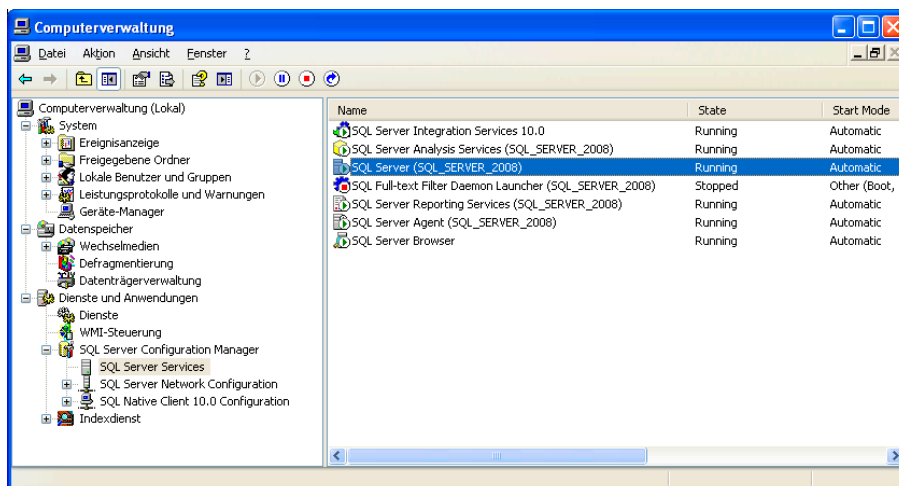 Computerverwaltung
Datei Aktion Ansicht Fenster ?
Computerverwaltung (Lokal)
System
Ereignisanzeige
Freigegebene Ordner
Lokale Benutzer und Gruppen
Leistungsprotokolle und Warnungen
Geräte-Manager
Datenspeicher
Wechselmedien
Defragmentierung
Datenträgerverwaltung
Dienste und Anwendungen
Dienste
WMI-Steuerung
SQL Server Configuration Manager
SQL Server Services
SQL Server Network Configuration
SQL Native Client 10.0 Configuration
Indexdienst
Name State Start Mode
SQL Server Integration Services 10.0 Running Automatic
SQL Server Analysis Services (SQL_SERVER_2008) Running Automatic
SQL Server (SQL_SERVER_2008) Running Automatic
SQL Full-text Filter Daemon Launcher (SQL_SERVER_2008) Stopped Other (Boot,
SQL Server Reporting Services (SQL_SERVER_2008) Running Automatic
SQL Server Agent (SQL_SERVER_2008) Running Automatic
SQL Server Browser Running Automatic